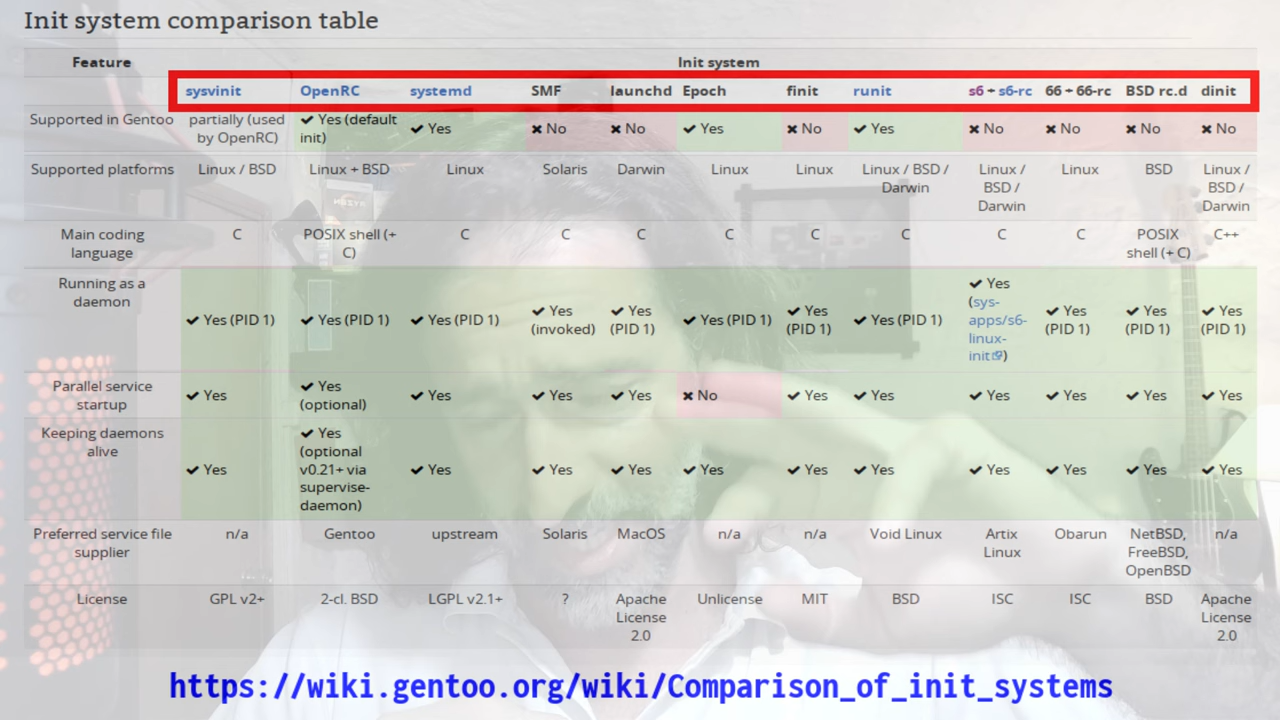 Init system comparison table
Feature Init system
sysvinit OpenRC systemd SMF launchd Epoch finit runit s6 + s6-rc 66 + 66-rc BSD rc.d dinit
Supported in Gentoo partially (used by OpenRC) ✔ Yes (default init) ✔ Yes ✖ No ✖ No ✔ Yes ✖ No ✔ Yes ✖ No ✖ No ✖ No ✖ No
Supported platforms Linux / BSD Linux + BSD Linux Solaris Darwin Linux Linux Linux / BSD / Darwin Linux / BSD / Darwin Linux BSD Linux / BSD / Darwin
Main coding language C POSIX shell (+ C) C C C C C C C C POSIX shell (+ C) C++
Running as a daemon ✔ Yes (PID 1) ✔ Yes (PID 1) ✔ Yes (PID 1) ✔ Yes (invoked) ✔ Yes (PID 1) ✔ Yes (PID 1) ✔ Yes (PID 1) ✔ Yes (PID 1) ✔ Yes (sys-apps/s6-linux-init) ✔ Yes (PID 1) ✔ Yes (PID 1) ✔ Yes (PID 1)
Parallel service startup ✔ Yes ✔ Yes (optional) ✔ Yes ✔ Yes ✔ Yes ✖ No ✔ Yes ✔ Yes ✔ Yes ✔ Yes ✔ Yes ✔ Yes
Keeping daemons alive ✔ Yes ✔ Yes (optional v0.21+ via supervise-daemon) ✔ Yes ✔ Yes ✔ Yes ✔ Yes ✔ Yes ✔ Yes ✔ Yes ✔ Yes ✔ Yes ✔ Yes
Preferred service file supplier n/a Gentoo upstream Solaris MacOS n/a n/a Void Linux Artix Linux Obarun NetBSD, FreeBSD, OpenBSD n/a
License GPL v2+ 2-cl. BSD LGPL v2.1+ ? Apache License 2.0 Unlicense MIT BSD ISC ISC BSD Apache License 2.0
https://wiki.gentoo.org/wiki/Comparison_of_init_systems